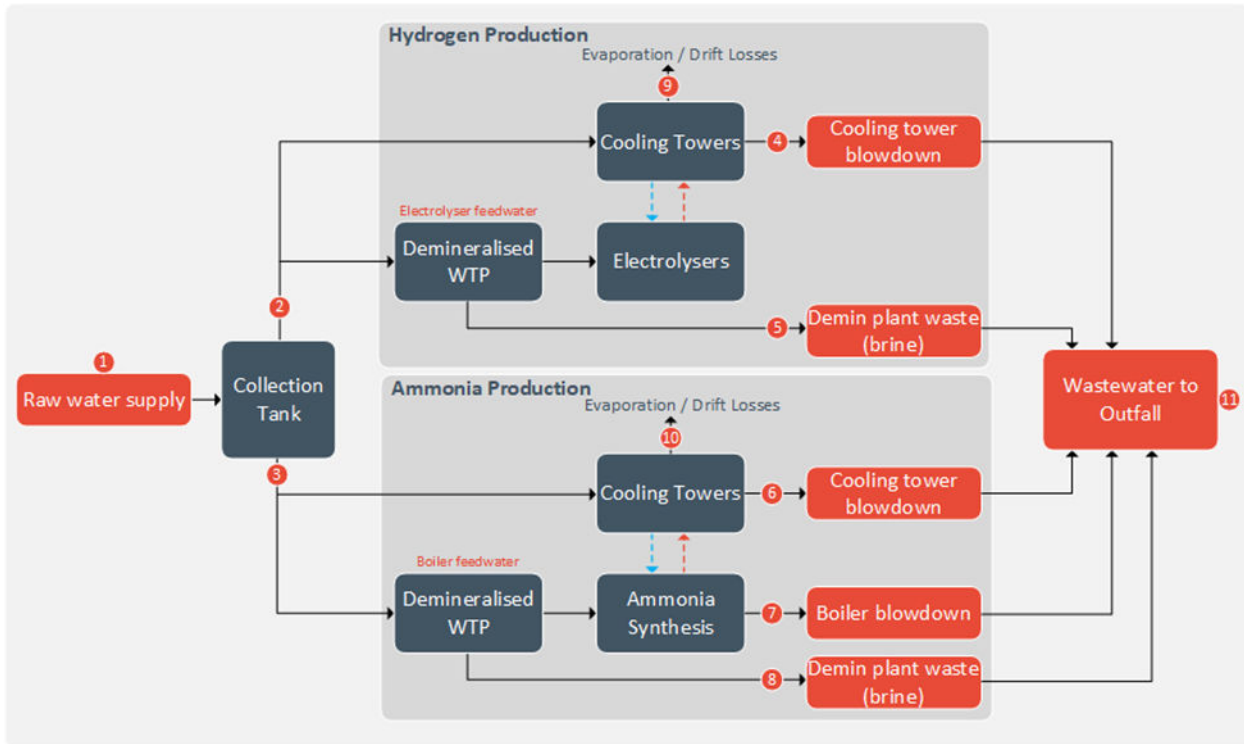 Hydrogen Production
Evaporation / Drift Losses
9
Cooling Towers
4
Cooling tower
blowdown
Electrolyser feedwater
Demineralised
WTP
Electrolysers
2
5
Demin plant waste
(brine)
1
Raw water supply
Collection
Tank
Wastewater to
Outfall
11
Ammonia Production
Evaporation / Drift Losses
10
3
Cooling Towers
6
Cooling tower
blowdown
Boiler feedwater
Demineralised
WTP
Ammonia
Synthesis
7
Boiler blowdown
8
Demin plant waste
(brine)